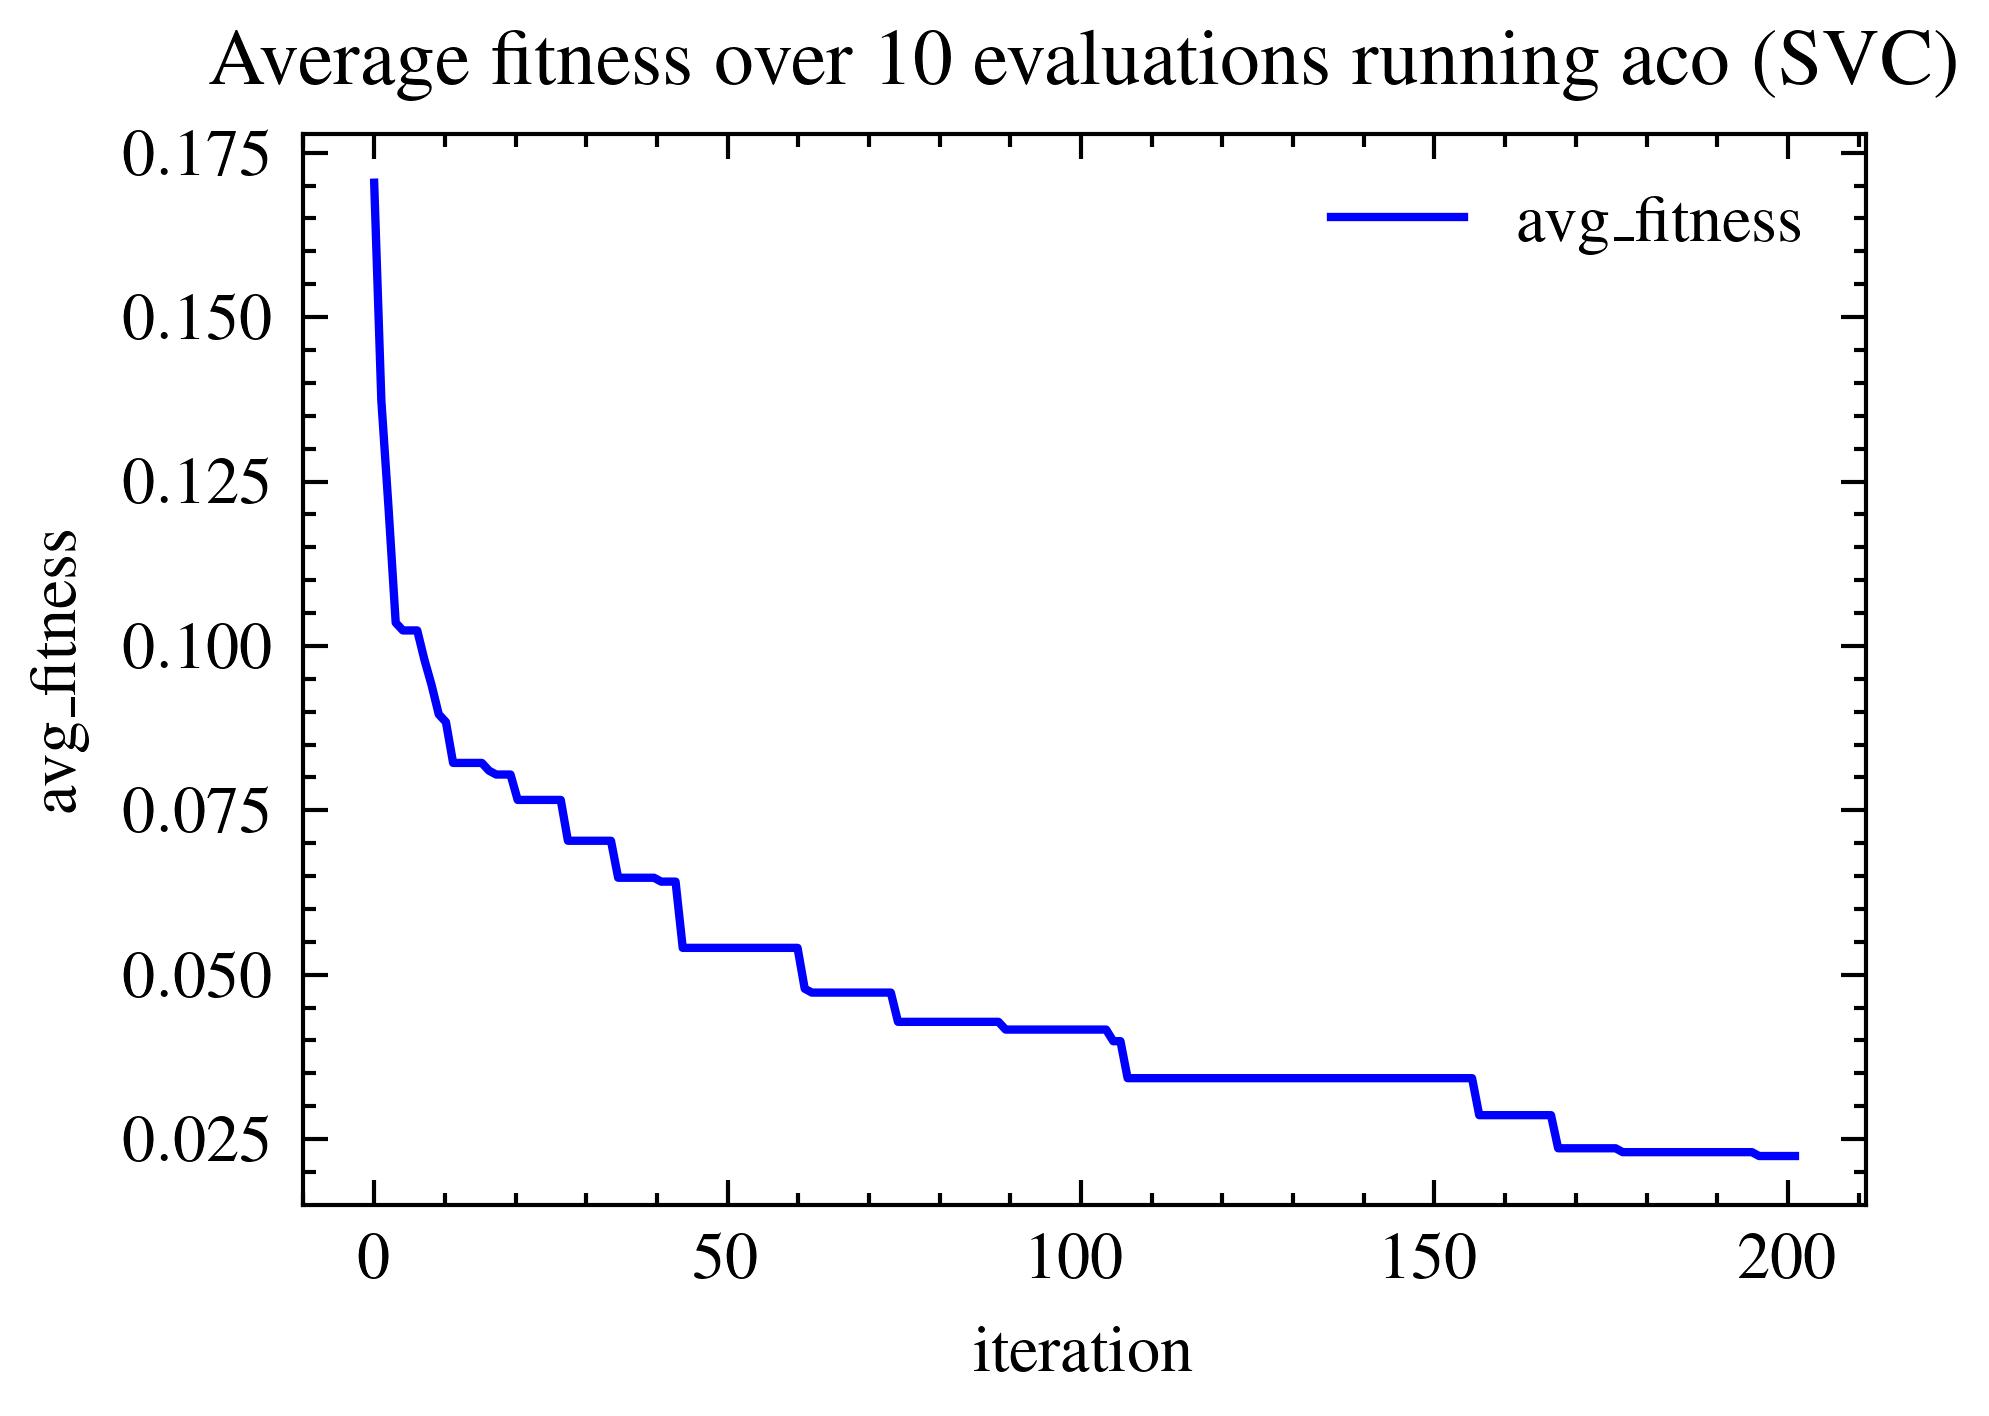 Average fitness over 10 evaluations running aco (SVC)
avg_fitness
0.175
0.150
0.125
0.100
0.075
0.050
0.025
avg_fitness
0 50 100 150 200
iteration